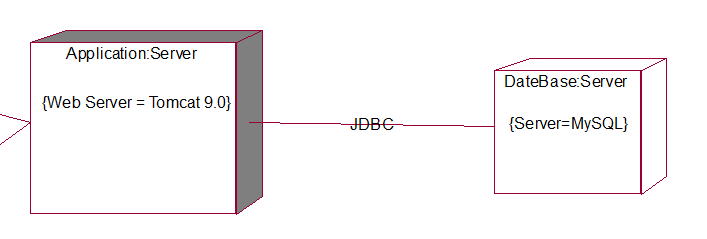 Application:Server
{Web Server = Tomcat 9.0}
JDBC
DateBase:Server
{Server=MySQL}